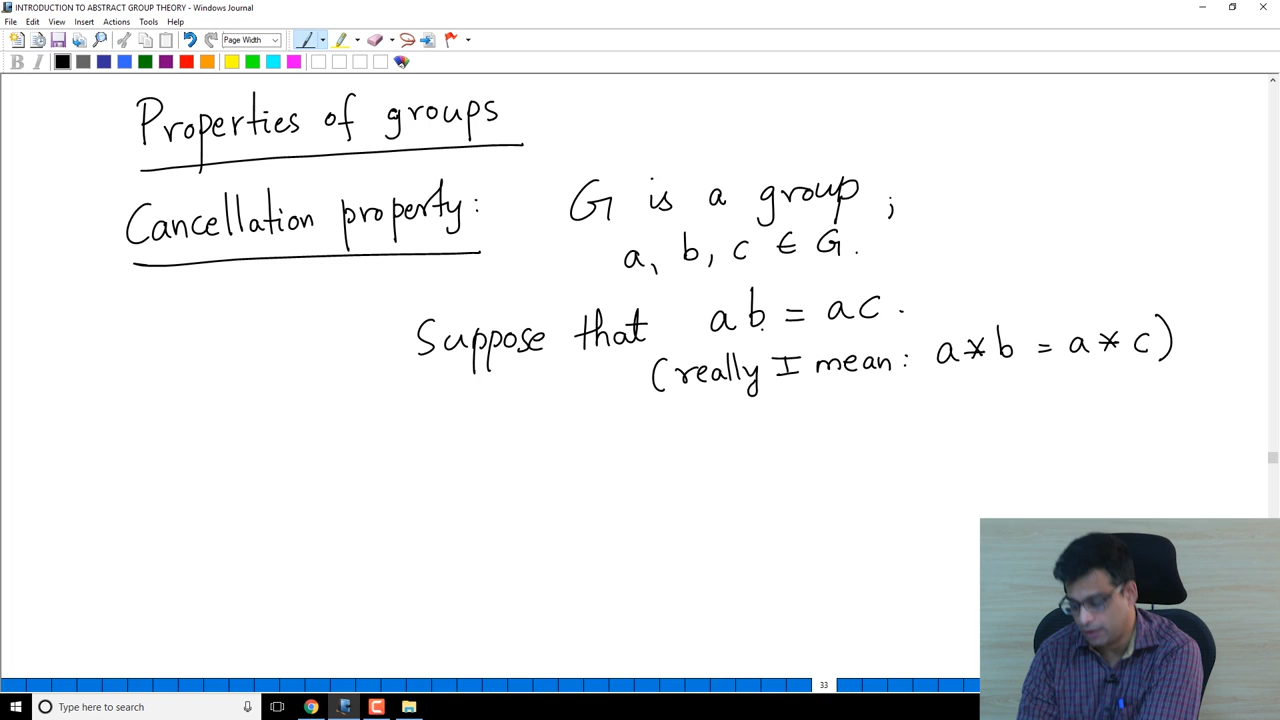 INTRODUCTION TO ABSTRACT GROUP THEORY - Windows Journal
File Edit View Insert Actions Tools Help
Page Width
B I
Properties of groups
Cancellation property: G is a group ;
a, b, c ∈ G.
Suppose that ab = ac.
(really I mean: a * b = a * c)
33
Type here to search